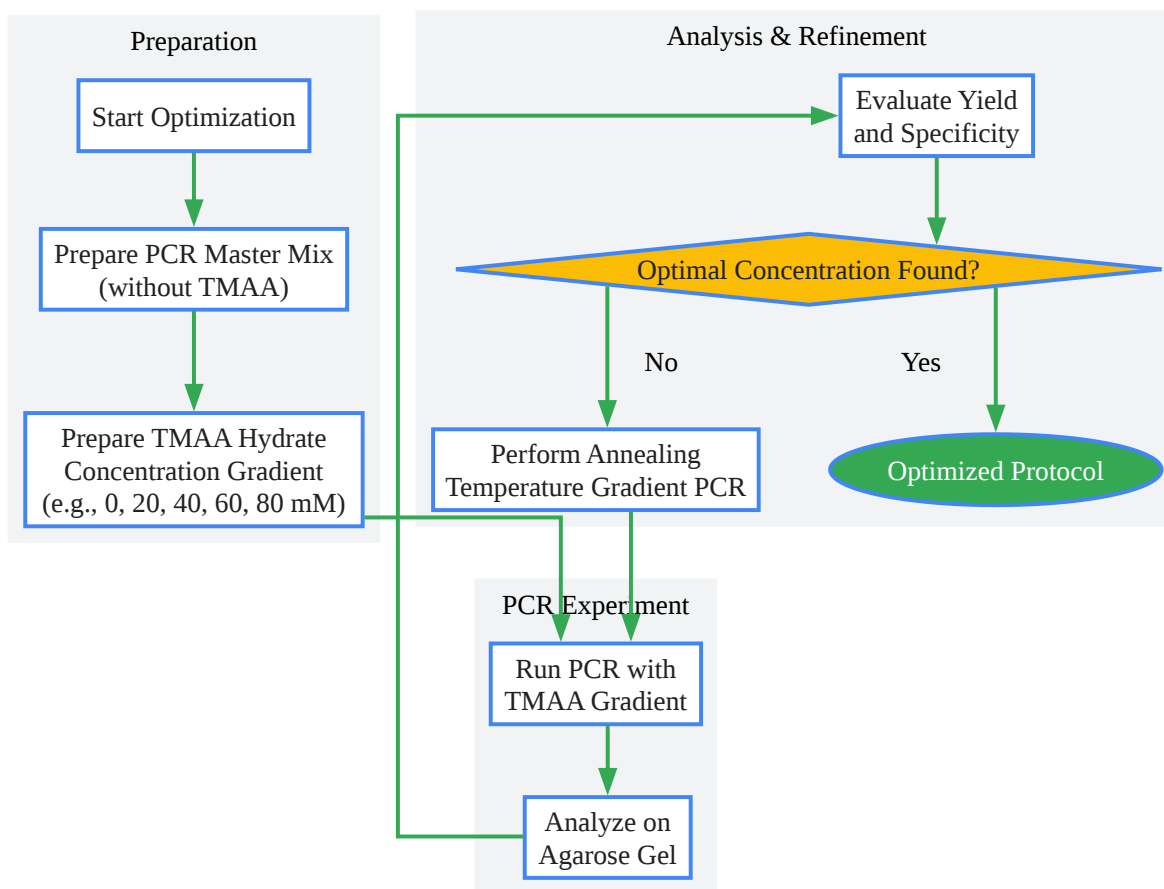 Preparation
Start Optimization
Prepare PCR Master Mix
(without TMAA)
Prepare TMAA Hydrate
Concentration Gradient
(e.g., 0, 20, 40, 60, 80 mM)
Analysis & Refinement
Evaluate Yield
and Specificity
Optimal Concentration Found?
No
Yes
Perform Annealing
Temperature Gradient PCR
Optimized Protocol
PCR Experiment
Run PCR with
TMAA Gradient
Analyze on
Agarose Gel